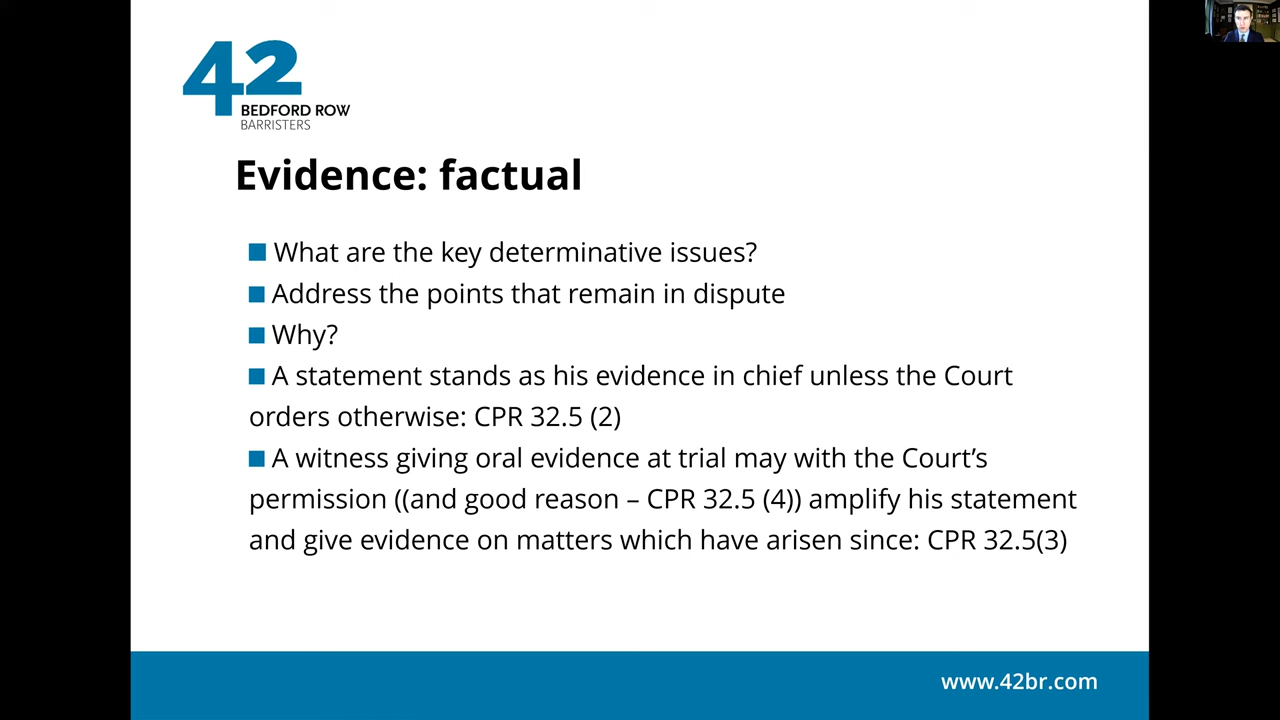 42
BEDFORD ROW
BARRISTERS
Evidence: factual
What are the key determinative issues?
Address the points that remain in dispute
Why?
A statement stands as his evidence in chief unless the Court
orders otherwise: CPR 32.5 (2)
A witness giving oral evidence at trial may with the Court’s
permission ((and good reason – CPR 32.5 (4)) amplify his statement
and give evidence on matters which have arisen since: CPR 32.5(3)
www.42br.com